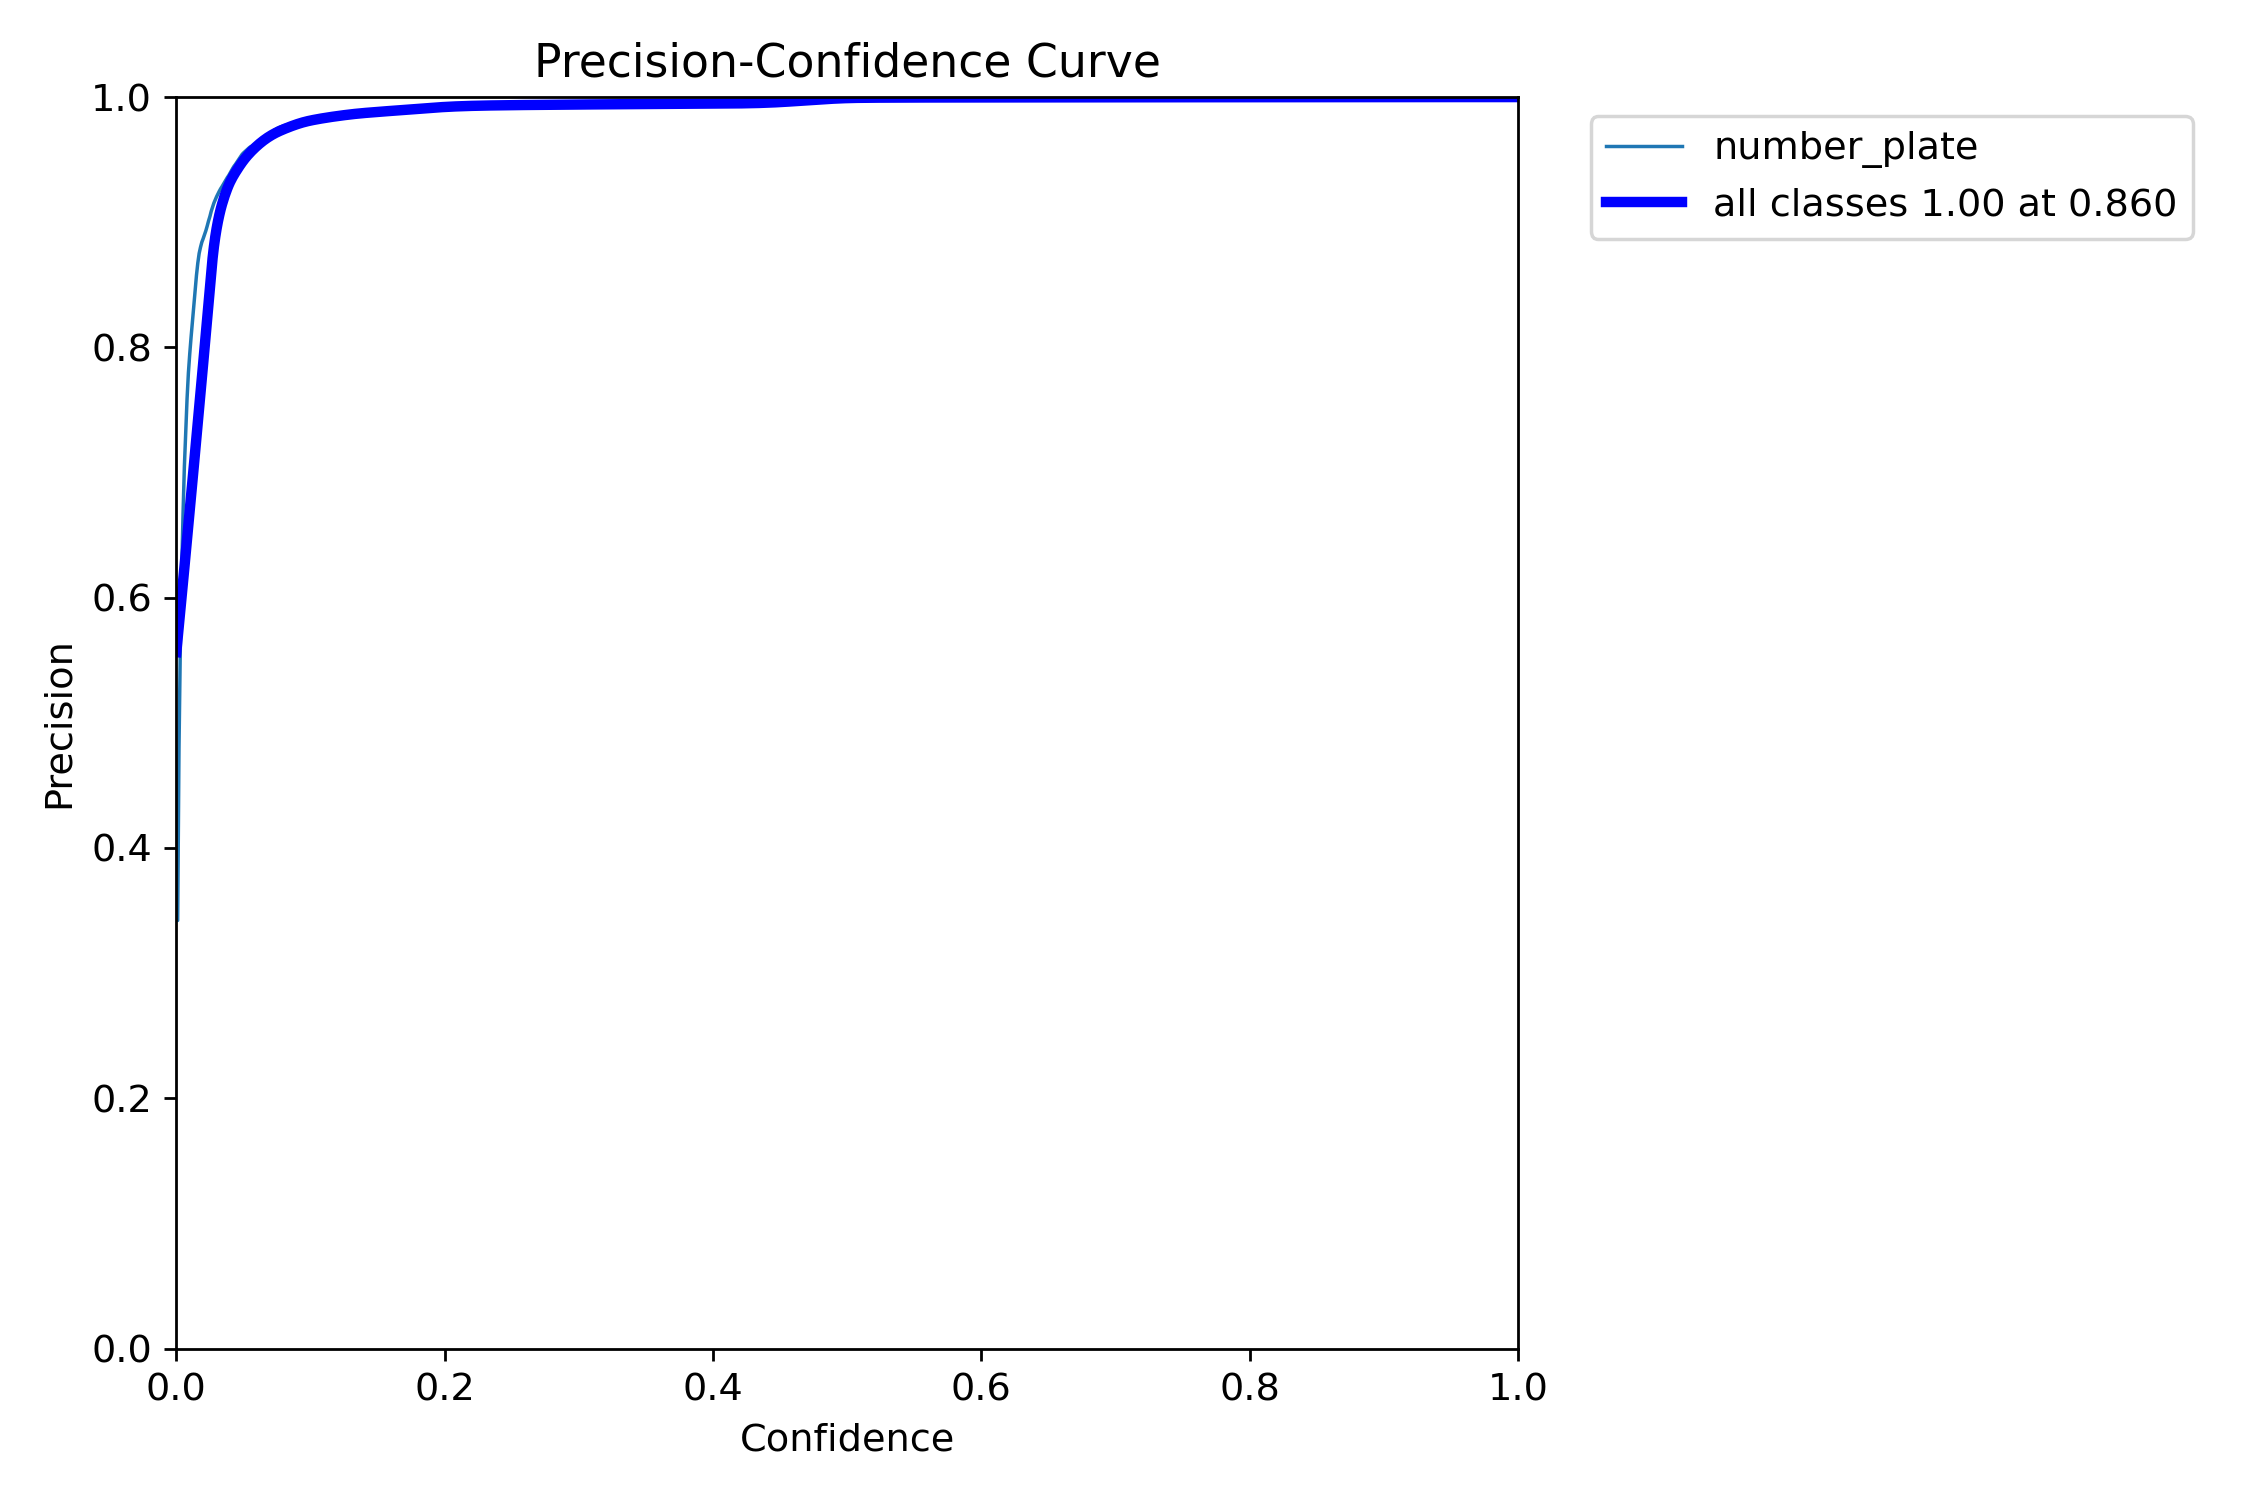 Precision-Confidence Curve
1.0
0.8
0.6
0.4
0.2
0.0
Precision
0.0 0.2 0.4 0.6 0.8 1.0
Confidence
number_plate
all classes 1.00 at 0.860